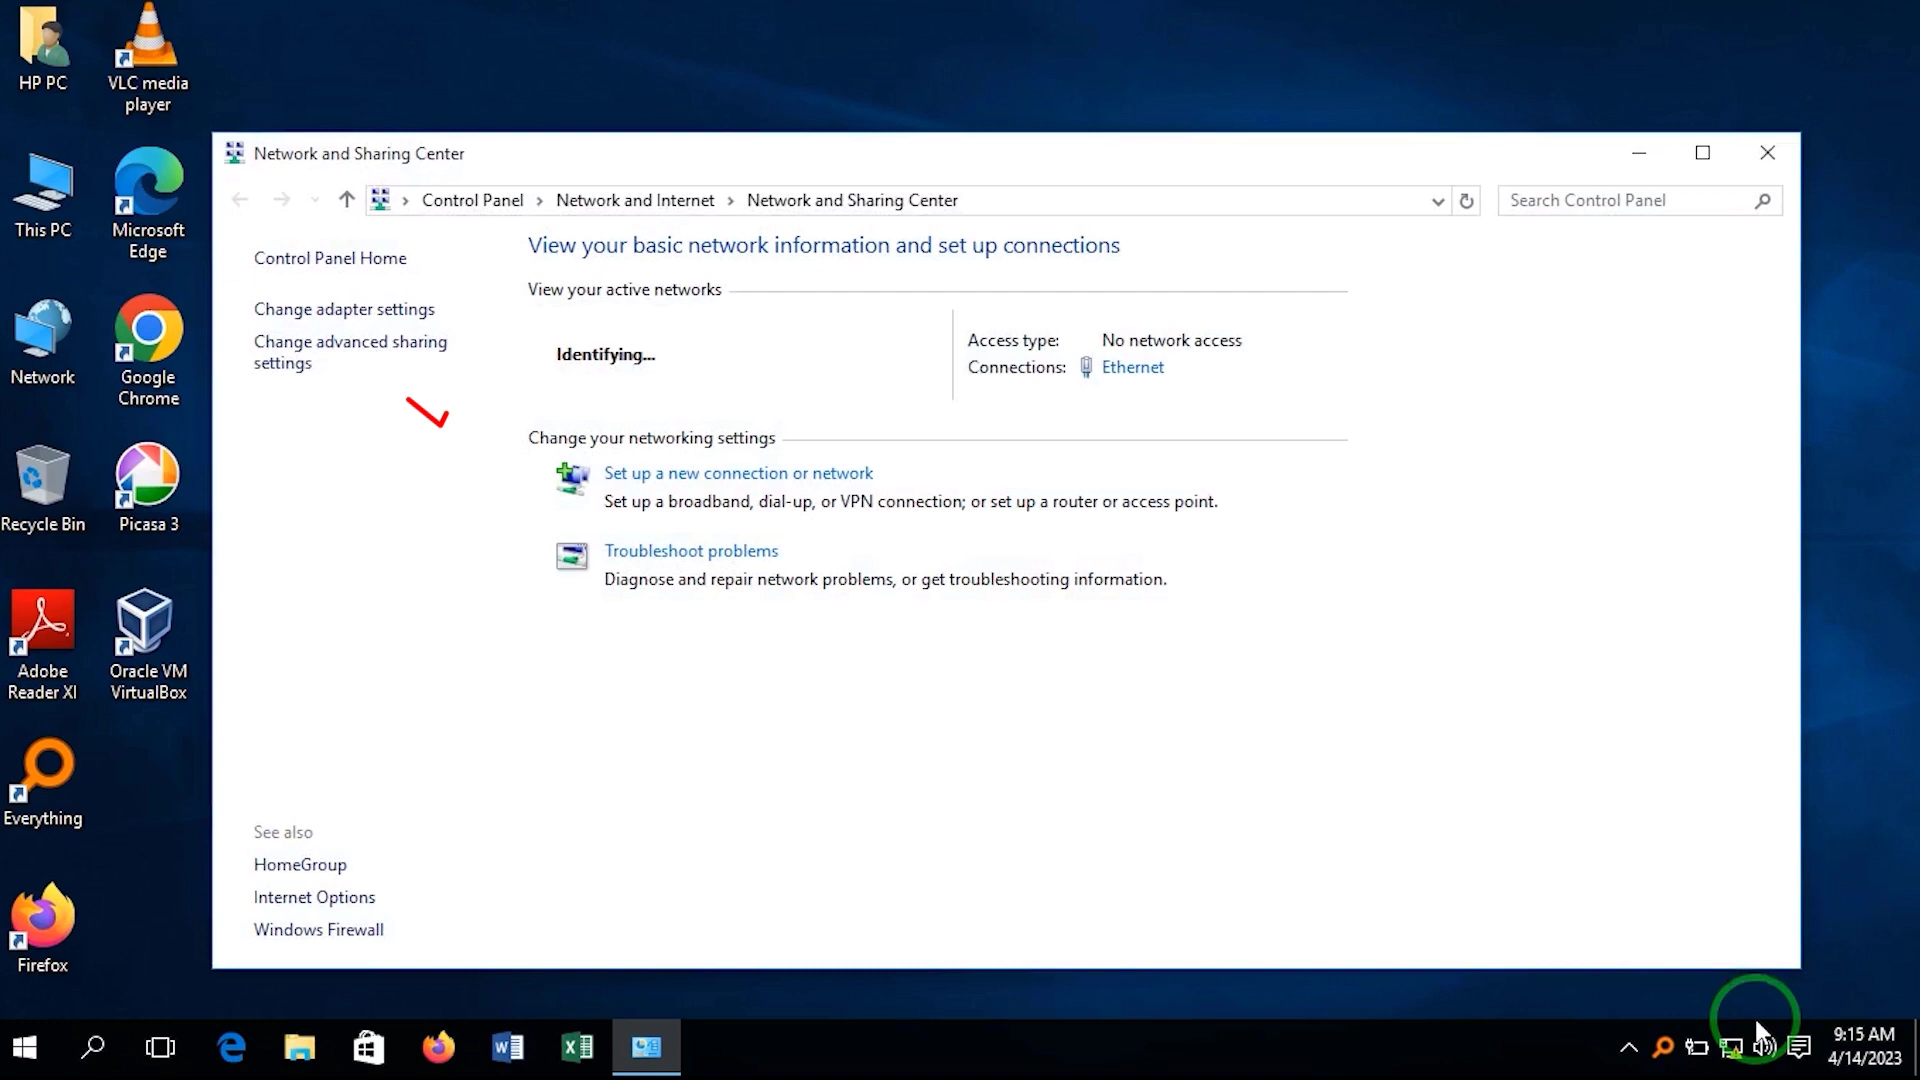 HP PC
VLC media
player
This PC
Microsoft
Edge
Network
Google
Chrome
Recycle Bin
Picasa 3
Adobe
Reader XI
Oracle VM
VirtualBox
Everything
Firefox
Network and Sharing Center
Control Panel > Network and Internet > Network and Sharing Center
Search Control Panel
Control Panel Home
Change adapter settings
Change advanced sharing
settings
View your basic network information and set up connections
View your active networks
Identifying...
Access type: No network access
Connections: Ethernet
Change your networking settings
Set up a new connection or network
Set up a broadband, dial-up, or VPN connection; or set up a router or access point.
Troubleshoot problems
Diagnose and repair network problems, or get troubleshooting information.
See also
HomeGroup
Internet Options
Windows Firewall
9:15 AM
4/14/2023